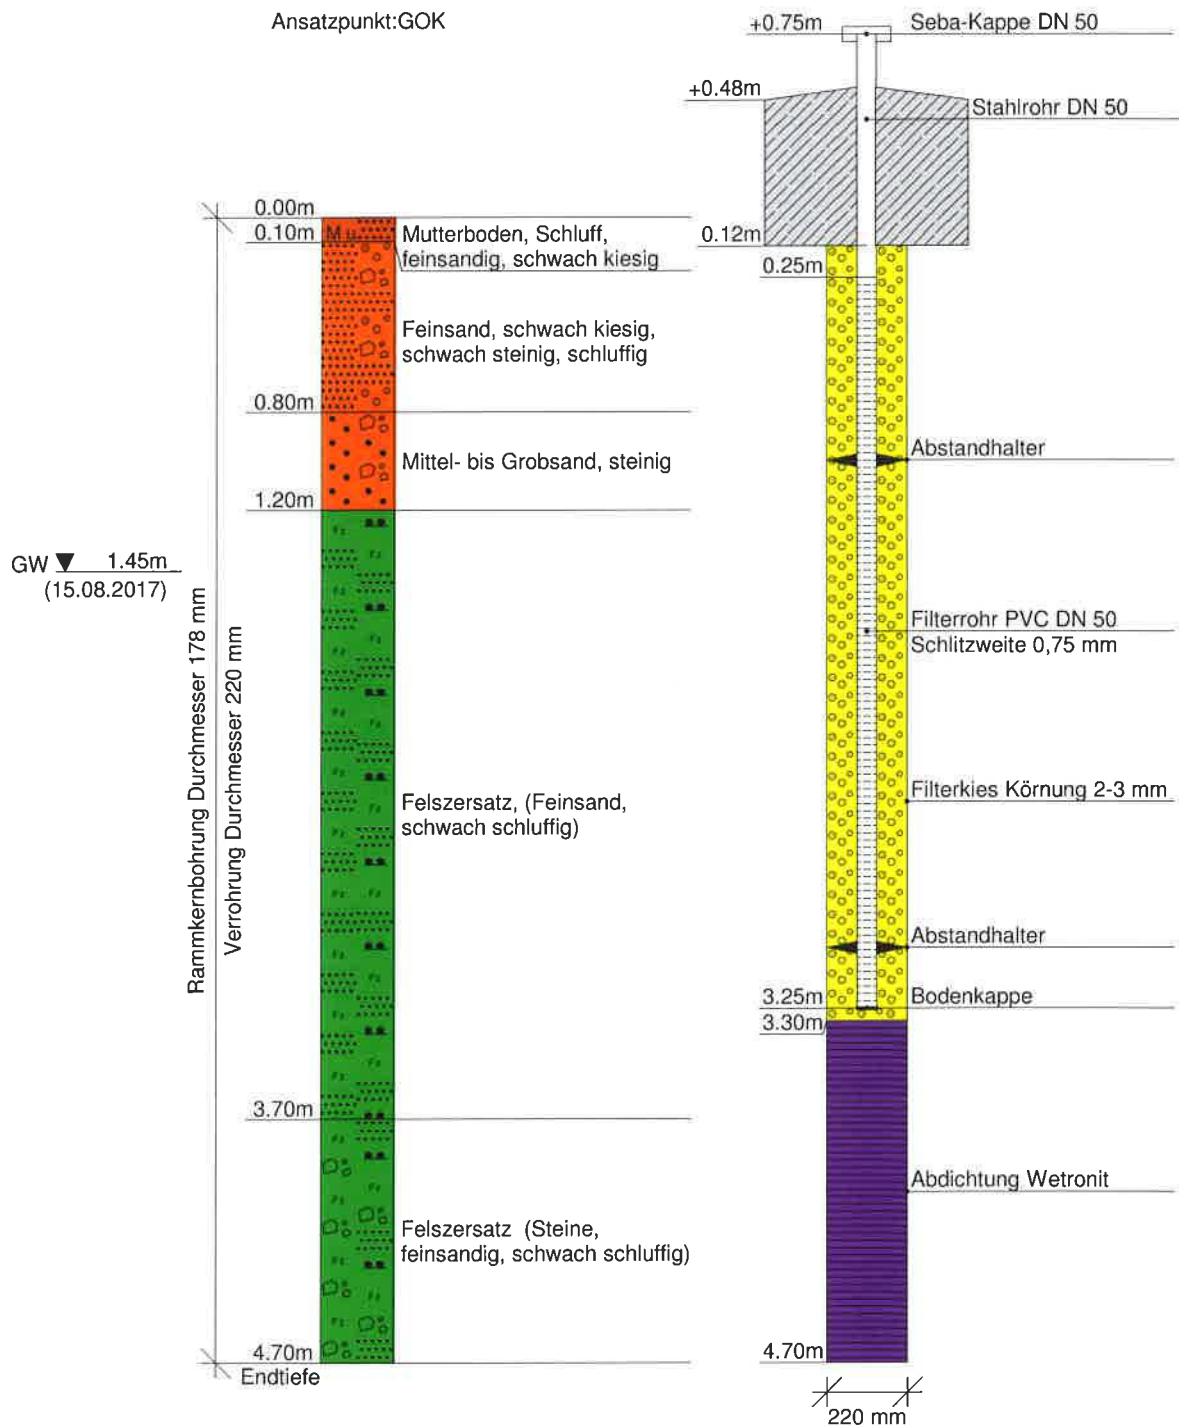 Ansatzpunkt:GOK
+0.75m
Seba-Kappe DN 50
+0.48m
Stahlrohr DN 50
0.00m
0.10m
M u
Mutterboden, Schluff,
feinsandig, schwach kiesig
0.12m
0.25m
Feinsand, schwach kiesig,
schwach steinig, schluffig
0.80m
Mittel- bis Grobsand, steinig
Abstandhalter
1.20m
GW 1.45m
(15.08.2017)
Rammkernbohrung Durchmesser 178 mm
Verrohrung Durchmesser 220 mm
Filterrohr PVC DN 50
Schlitzweite 0,75 mm
Felszersatz, (Feinsand,
schwach schluffig)
Filterkies Körnung 2-3 mm
Abstandhalter
3.25m
Bodenkappe
3.30m
3.70m
Abdichtung Wetronit
Felszersatz (Steine,
feinsandig, schwach schluffig)
4.70m
Endtiefe
4.70m
220 mm